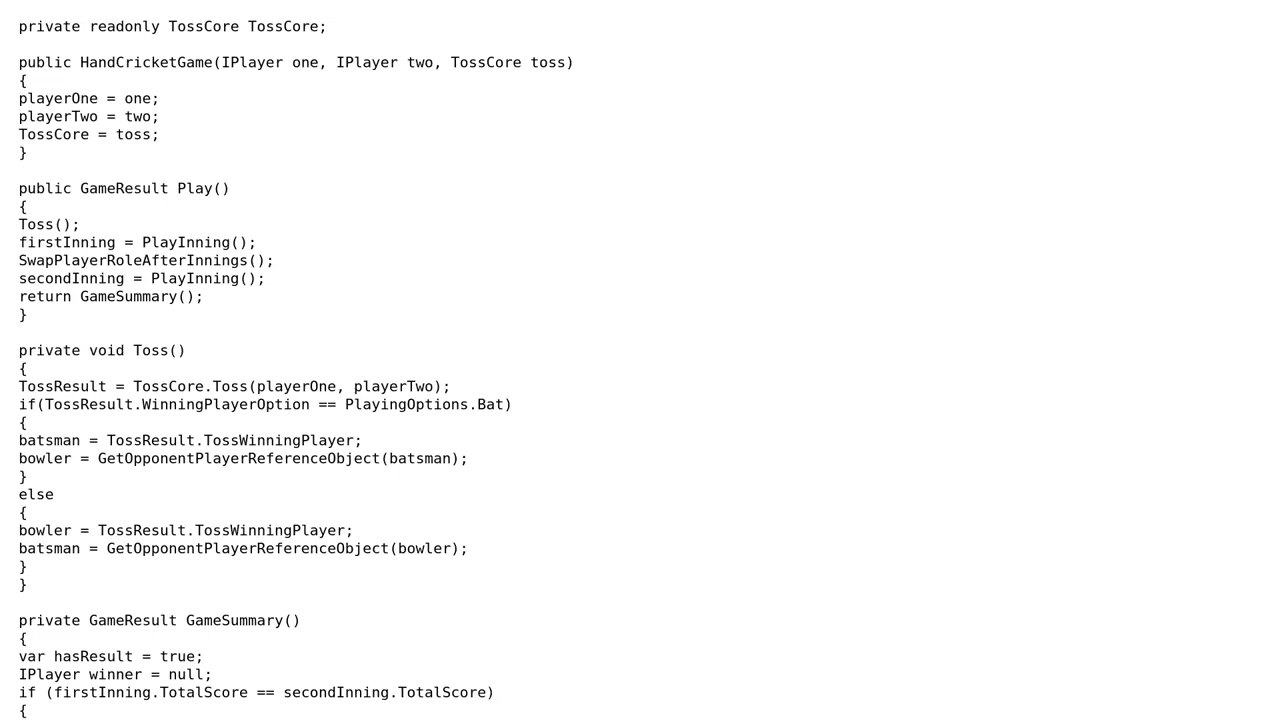 private readonly TossCore TossCore;

public HandCricketGame(IPlayer one, IPlayer two, TossCore toss)
{
playerOne = one;
playerTwo = two;
TossCore = toss;
}

public GameResult Play()
{
Toss();
firstInning = PlayInning();
SwapPlayerRoleAfterInnings();
secondInning = PlayInning();
return GameSummary();
}

private void Toss()
{
TossResult = TossCore.Toss(playerOne, playerTwo);
if(TossResult.WinningPlayerOption == PlayingOptions.Bat)
{
batsman = TossResult.TossWinningPlayer;
bowler = GetOpponentPlayerReferenceObject(batsman);
}
else
{
bowler = TossResult.TossWinningPlayer;
batsman = GetOpponentPlayerReferenceObject(bowler);
}
}

private GameResult GameSummary()
{
var hasResult = true;
IPlayer winner = null;
if (firstInning.TotalScore == secondInning.TotalScore)
{